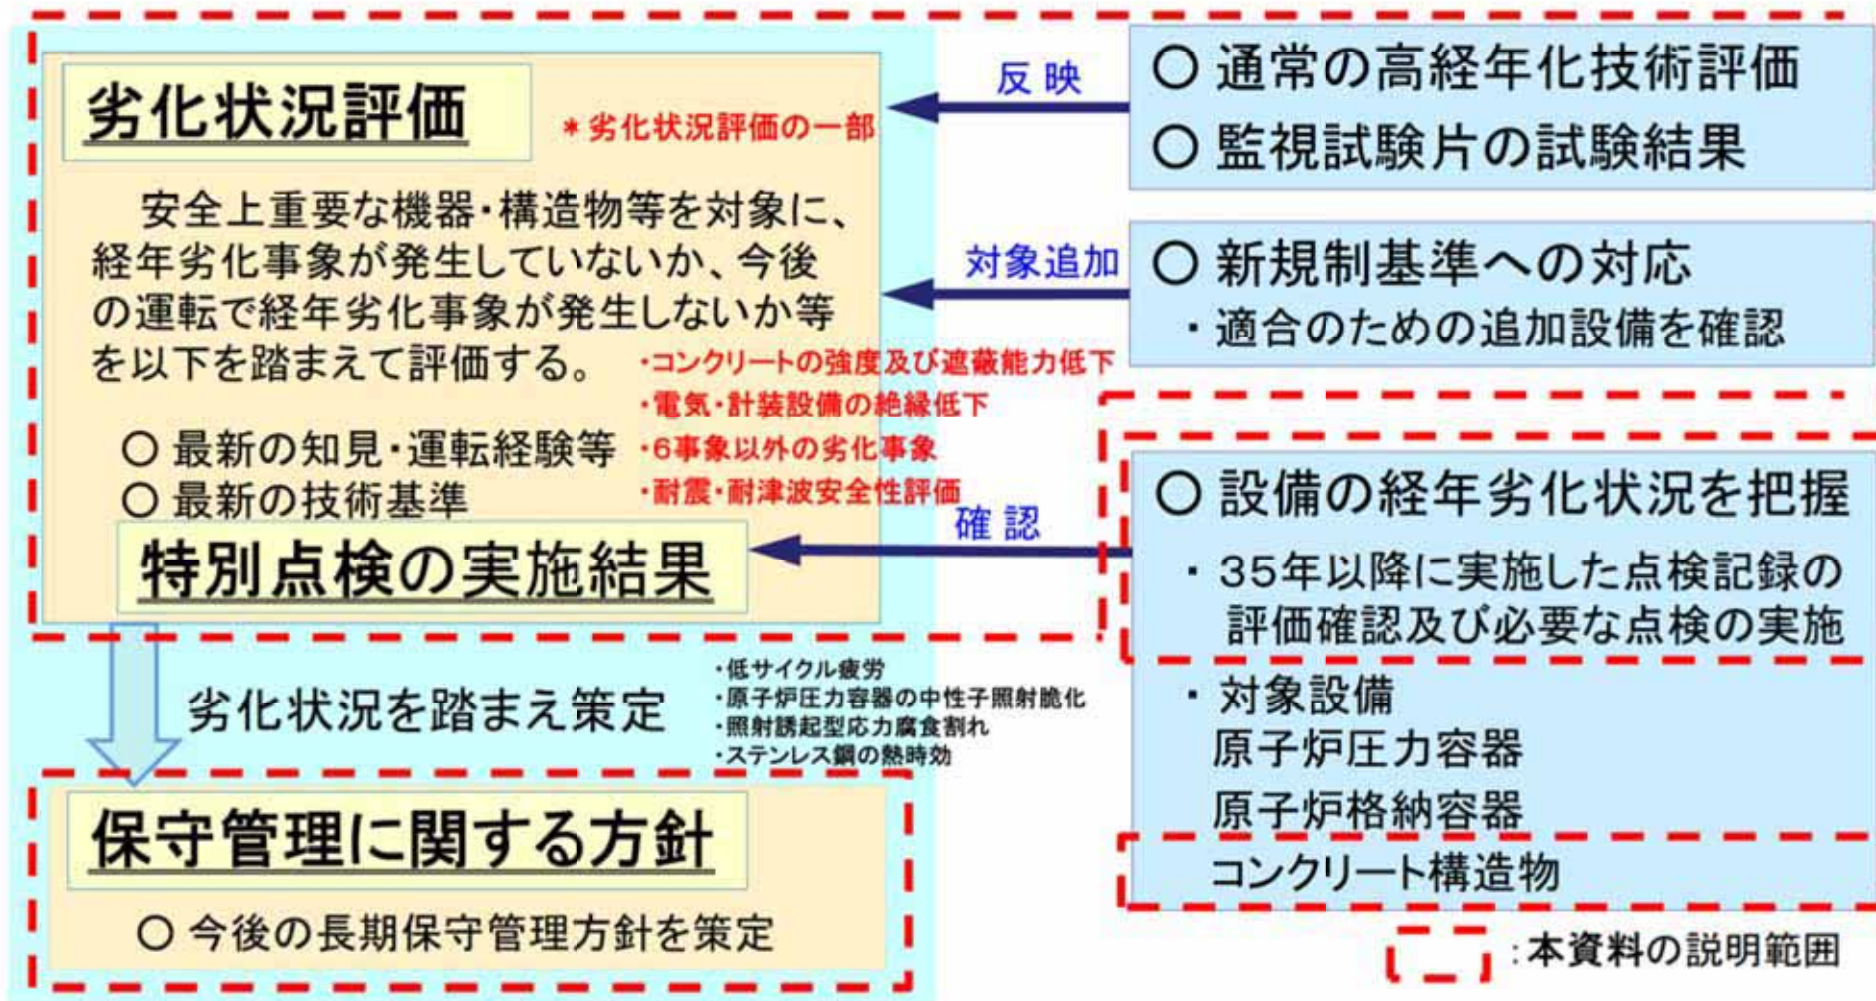 劣化状況評価
*劣化状況評価の一部
安全上重要な機器・構造物等を対象に、
経年劣化事象が発生していないか、今後
の運転で経年劣化事象が発生しないか等
を以下を踏まえて評価する。
・コンクリートの強度及び遮蔽能力低下
・電気・計装設備の絶縁低下
・6事象以外の劣化事象
・耐震・耐津波安全性評価
○ 最新の知見・運転経験等
○ 最新の技術基準
特別点検の実施結果
反 映
○ 通常の高経年化技術評価
○ 監視試験片の試験結果
対象追加
○ 新規制基準への対応
・適合のための追加設備を確認
確 認
○ 設備の経年劣化状況を把握
・35年以降に実施した点検記録の
評価確認及び必要な点検の実施
・対象設備
原子炉圧力容器
原子炉格納容器
コンクリート構造物
劣化状況を踏まえ策定
・低サイクル疲労
・原子炉圧力容器の中性子照射脆化
・照射誘起型応力腐食割れ
・ステンレス鋼の熱時効
保守管理に関する方針
○ 今後の長期保守管理方針を策定
:本資料の説明範囲